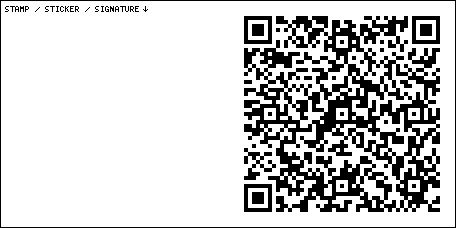 STAMP / STICKER / SIGNATURE ↓